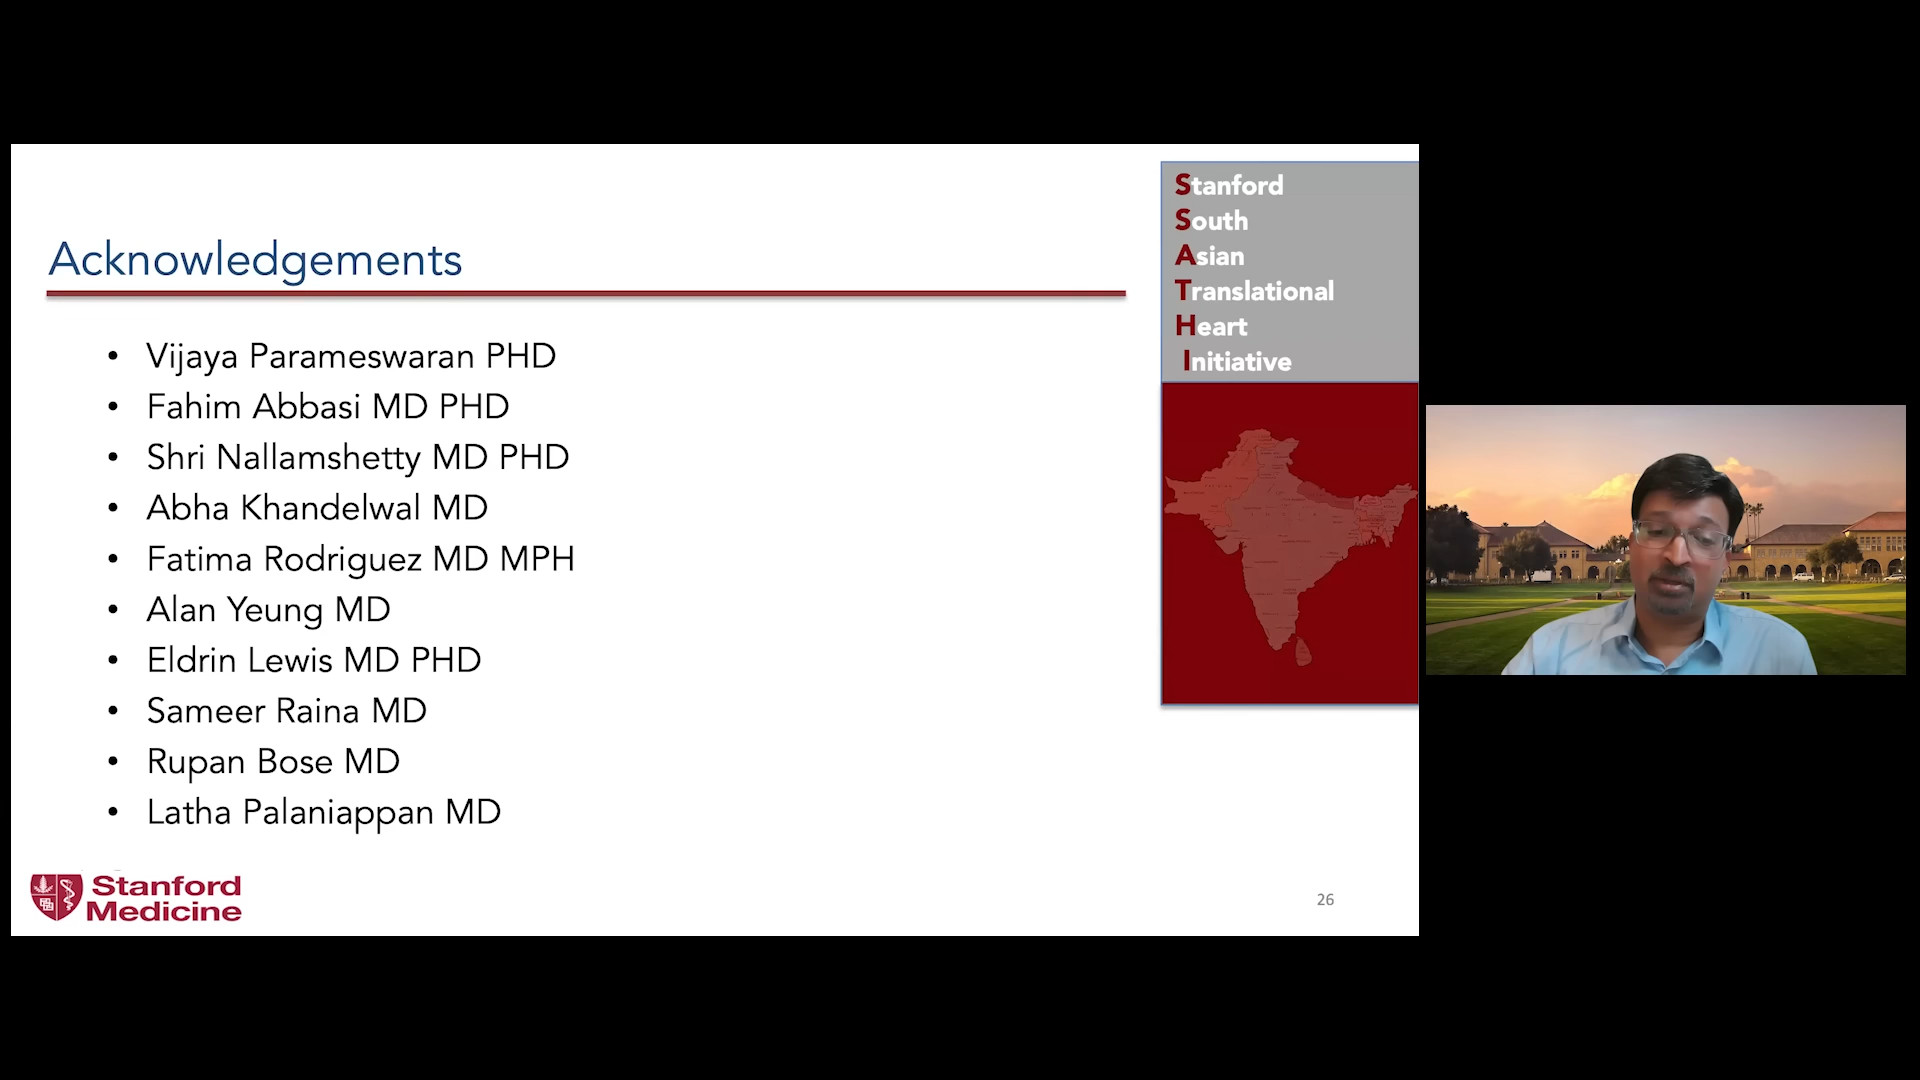 Acknowledgements
• Vijaya Parameswaran PHD
• Fahim Abbasi MD PHD
• Shri Nallamshetty MD PHD
• Abha Khandelwal MD
• Fatima Rodriguez MD MPH
• Alan Yeung MD
• Eldrin Lewis MD PHD
• Sameer Raina MD
• Rupan Bose MD
• Latha Palaniappan MD
Stanford
South
Asian
Translational
Heart
Initiative
Stanford
Medicine
26